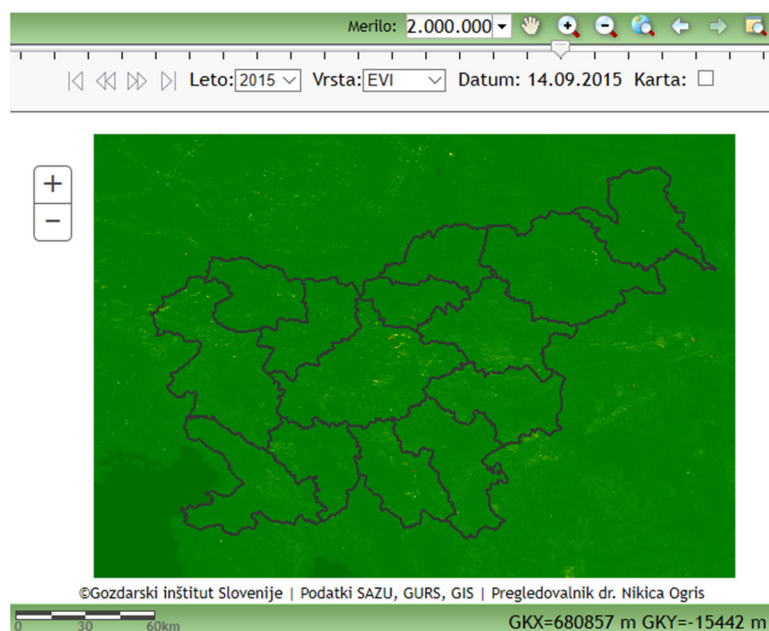 Merilo: 2.000.000
Leto: 2015 Vrsta: EVI Datum: 14.09.2015 Karta:
+
−
©Gozdarski inštitut Slovenije | Podatki SAZU, GURS, GIS | Pregledovalnik dr. Nikica Ogris
0 30 60km
GKX=680857 m GKY=-15442 m